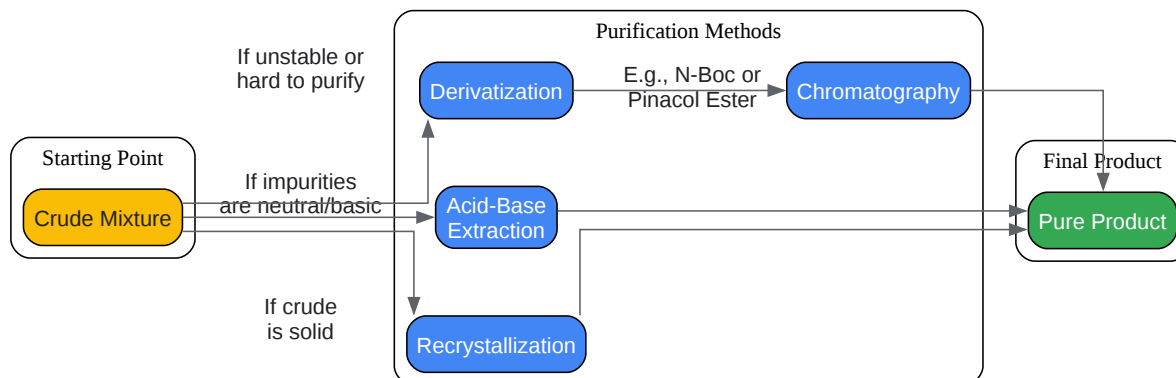 Purification Methods
If unstable or
hard to purify
Derivatization
E.g., N-Boc or
Pinacol Ester
Chromatography
Starting Point
Final Product
If impurities
are neutral/basic
Crude Mixture
Acid-Base
Extraction
Pure Product
If crude
is solid
Recrystallization